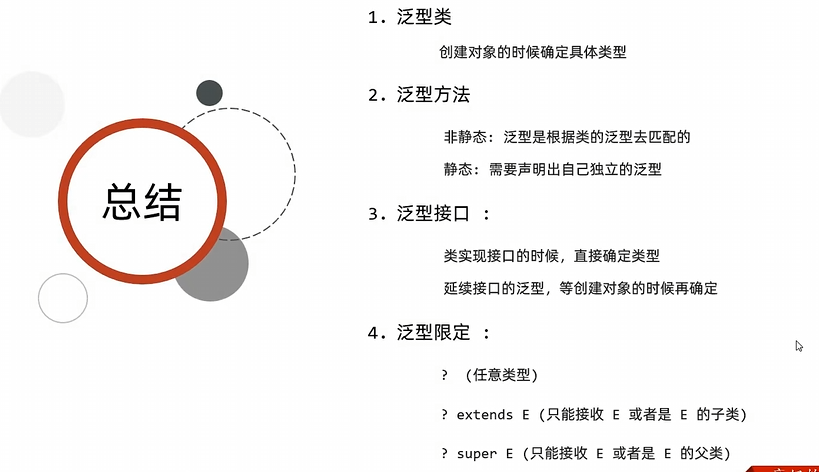 总结
1. 泛型类
创建对象的时候确定具体类型
2. 泛型方法
非静态: 泛型是根据类的泛型去匹配的
静态: 需要声明出自己独立的泛型
3. 泛型接口 :
类实现接口的时候, 直接确定类型
延续接口的泛型, 等创建对象的时候再确定
4. 泛型限定 :
? (任意类型)
? extends E (只能接收 E 或者是 E 的子类)
? super E (只能接收 E 或者是 E 的父类)